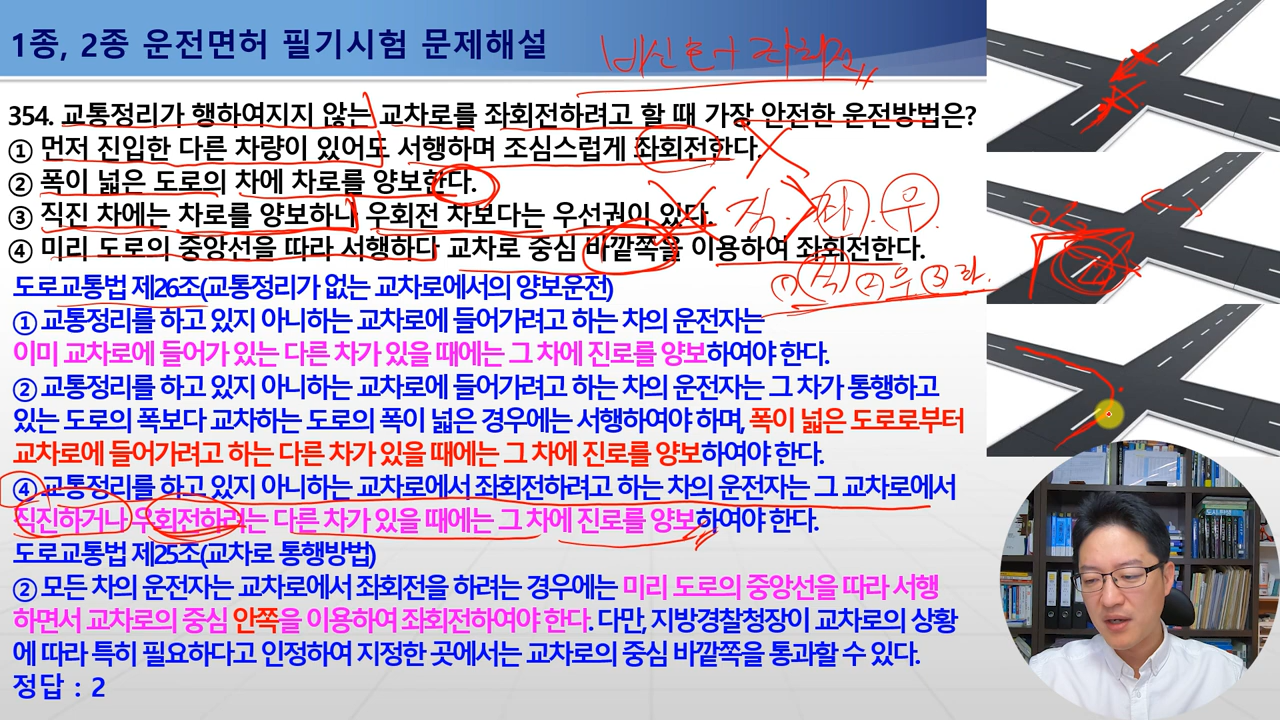 1종, 2종 운전면허 필기시험 문제해설
비신호 좌회전
354. 교통정리가 행하여지지 않는 교차로를 좌회전하려고 할 때 가장 안전한 운전방법은?
① 먼저 진입한 다른 차량이 있어도 서행하며 조심스럽게 좌회전한다.
② 폭이 넓은 도로의 차에 차로를 양보한다.
③ 직진 차에는 차로를 양보하나 우회전 차보다는 우선권이 있다.
직. 좌. 우
④ 미리 도로의 중앙선을 따라 서행하다 교차로 중심 바깥쪽을 이용하여 좌회전한다.
(1) 직 (2) 우 (3) 좌.
도로교통법 제26조(교통정리가 없는 교차로에서의 양보운전)
① 교통정리를 하고 있지 아니하는 교차로에 들어가려고 하는 차의 운전자는
이미 교차로에 들어가 있는 다른 차가 있을 때에는 그 차에 진로를 양보하여야 한다.
② 교통정리를 하고 있지 아니하는 교차로에 들어가려고 하는 차의 운전자는 그 차가 통행하고
있는 도로의 폭보다 교차하는 도로의 폭이 넓은 경우에는 서행하여야 하며, 폭이 넓은 도로로부터
교차로에 들어가려고 하는 다른 차가 있을 때에는 그 차에 진로를 양보하여야 한다.
④ 교통정리를 하고 있지 아니하는 교차로에서 좌회전하려고 하는 차의 운전자는 그 교차로에서
직진하거나 우회전하려는 다른 차가 있을 때에는 그 차에 진로를 양보하여야 한다.
도로교통법 제25조(교차로 통행방법)
② 모든 차의 운전자는 교차로에서 좌회전을 하려는 경우에는 미리 도로의 중앙선을 따라 서행
하면서 교차로의 중심 안쪽을 이용하여 좌회전하여야 한다. 다만, 지방경찰청장이 교차로의 상황
에 따라 특히 필요하다고 인정하여 지정한 곳에서는 교차로의 중심 바깥쪽을 통과할 수 있다.
정답 : 2